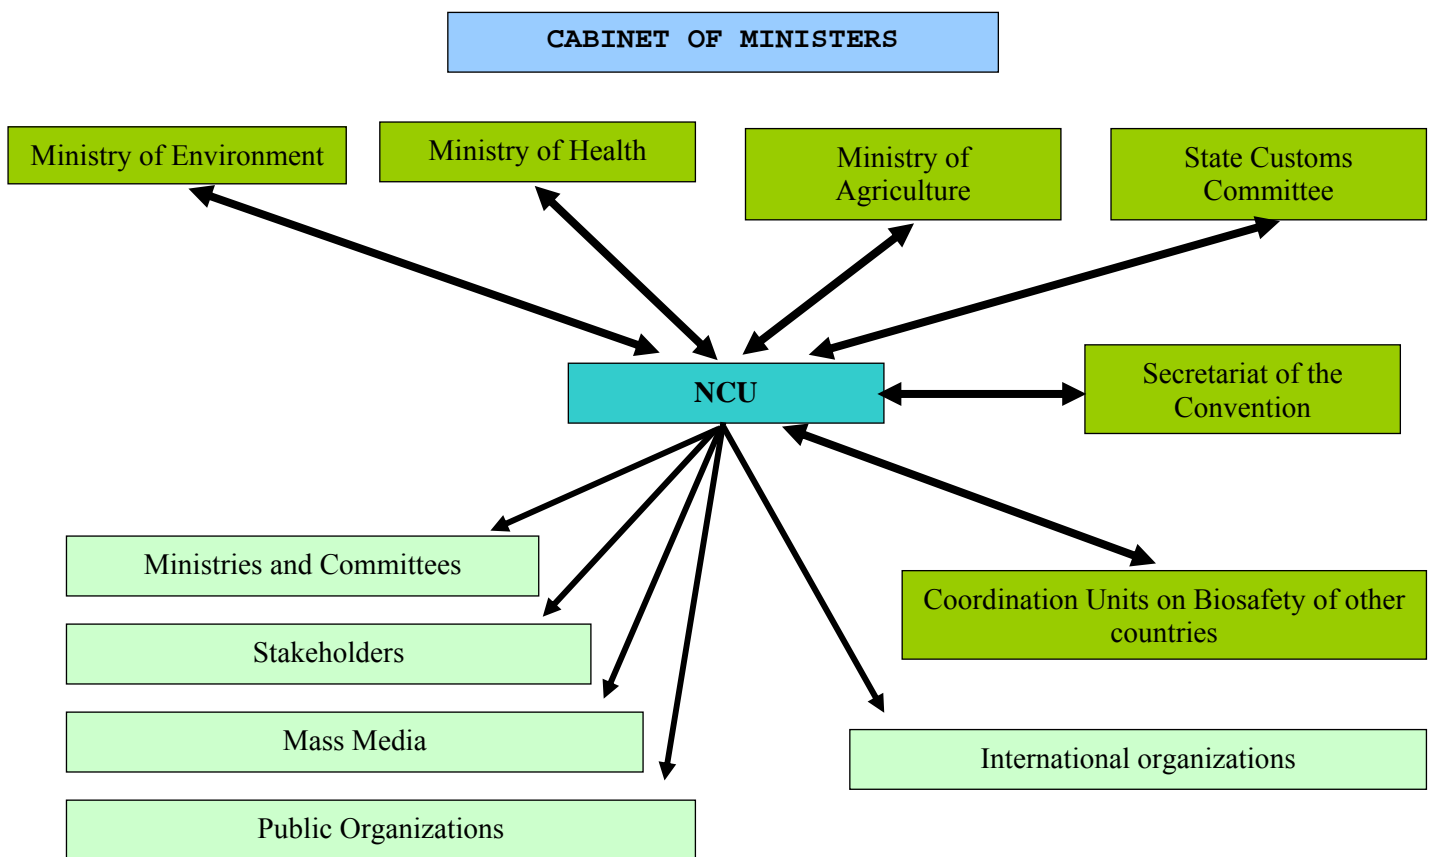 CABINET OF MINISTERS
Ministry of Environment
Ministry of Health
Ministry of
Agriculture
State Customs
Committee
NCU
Secretariat of the
Convention
Ministries and Committees
Coordination Units on Biosafety of other
countries
Stakeholders
Mass Media
International organizations
Public Organizations